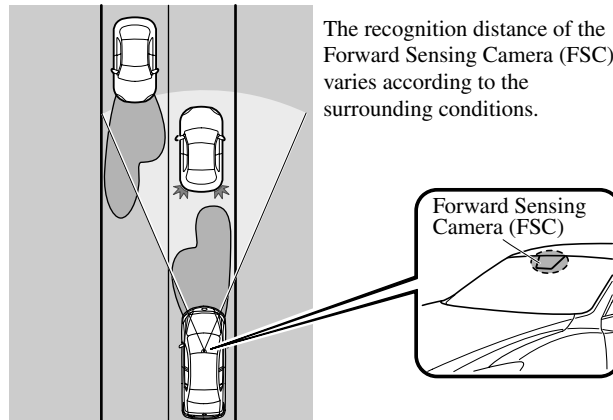 The recognition distance of the
Forward Sensing Camera (FSC)
varies according to the
surrounding conditions.
Forward Sensing
Camera (FSC)